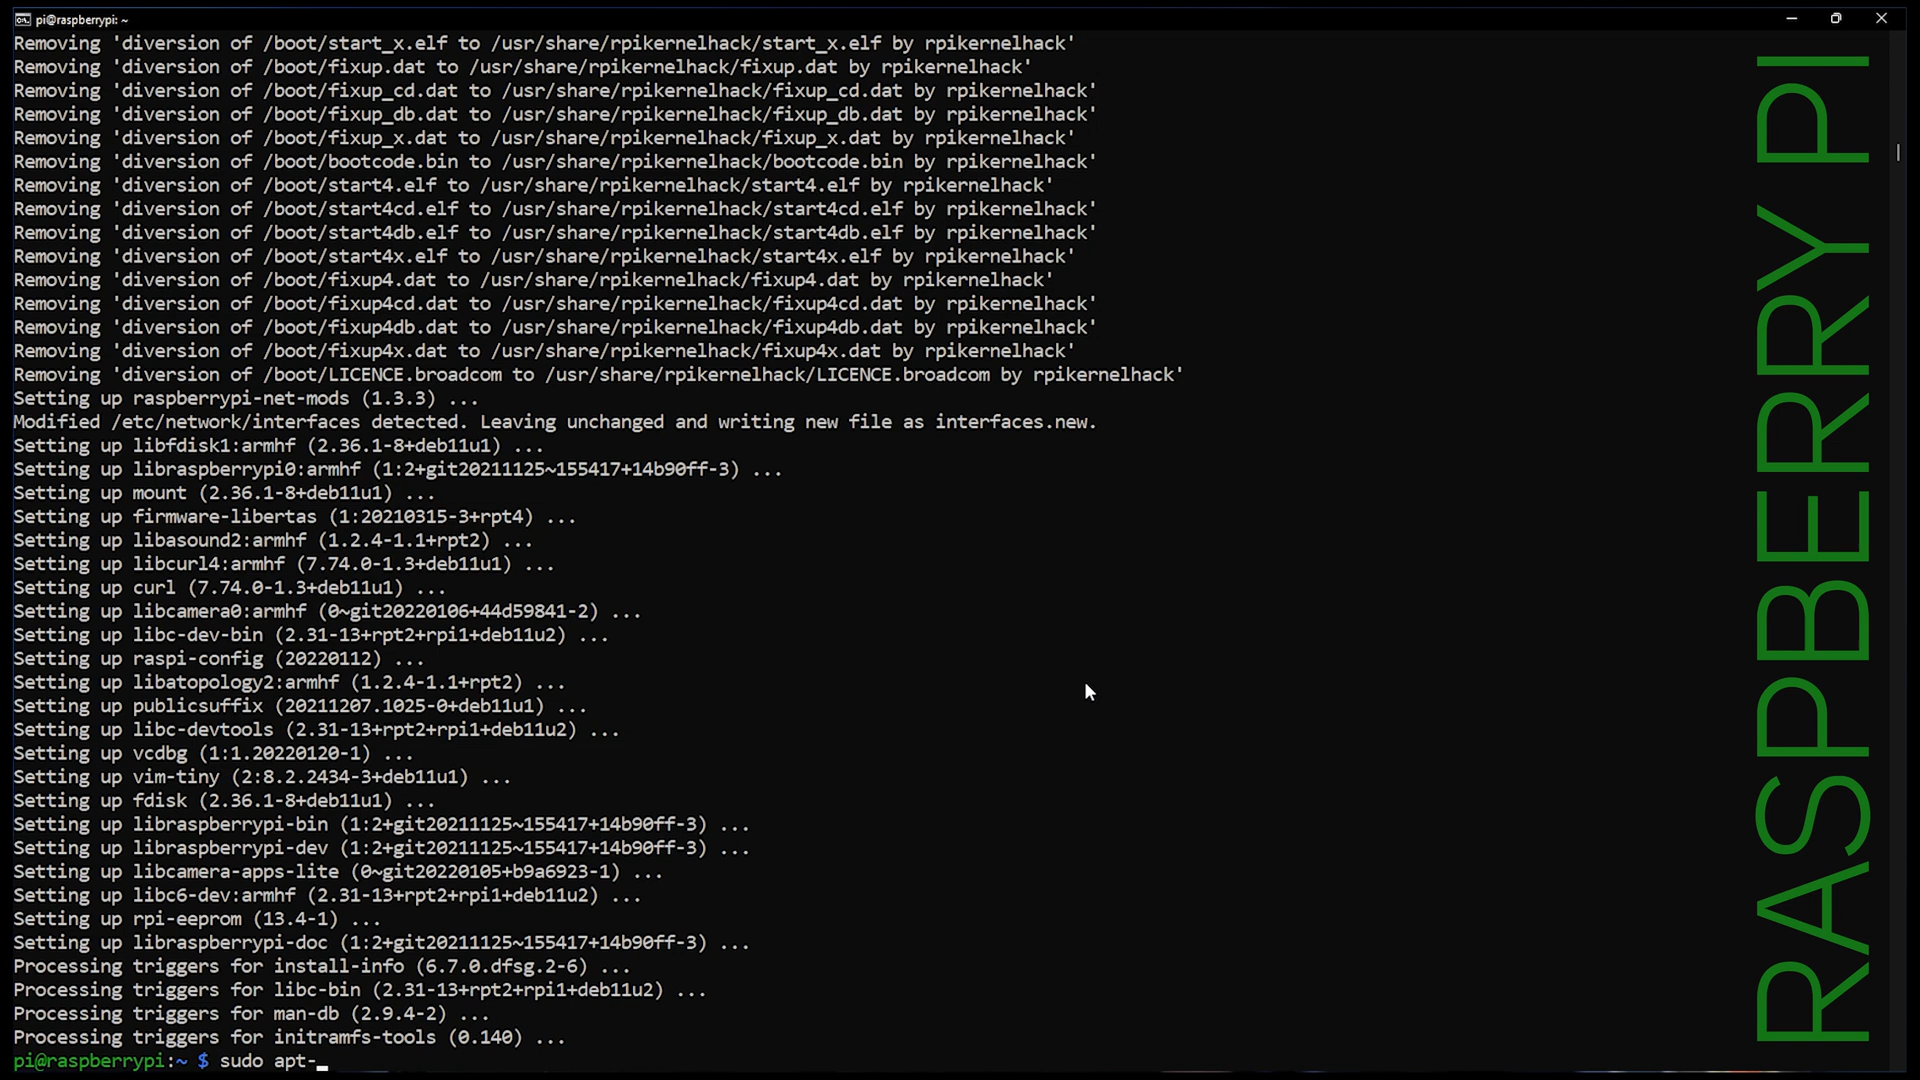 pi@raspberrypi: ~
Removing 'diversion of /boot/start_x.elf to /usr/share/rpikernelhack/start_x.elf by rpikernelhack'
Removing 'diversion of /boot/fixup.dat to /usr/share/rpikernelhack/fixup.dat by rpikernelhack'
Removing 'diversion of /boot/fixup_cd.dat to /usr/share/rpikernelhack/fixup_cd.dat by rpikernelhack'
Removing 'diversion of /boot/fixup_db.dat to /usr/share/rpikernelhack/fixup_db.dat by rpikernelhack'
Removing 'diversion of /boot/fixup_x.dat to /usr/share/rpikernelhack/fixup_x.dat by rpikernelhack'
Removing 'diversion of /boot/bootcode.bin to /usr/share/rpikernelhack/bootcode.bin by rpikernelhack'
Removing 'diversion of /boot/start4.elf to /usr/share/rpikernelhack/start4.elf by rpikernelhack'
Removing 'diversion of /boot/start4cd.elf to /usr/share/rpikernelhack/start4cd.elf by rpikernelhack'
Removing 'diversion of /boot/start4db.elf to /usr/share/rpikernelhack/start4db.elf by rpikernelhack'
Removing 'diversion of /boot/start4x.elf to /usr/share/rpikernelhack/start4x.elf by rpikernelhack'
Removing 'diversion of /boot/fixup4.dat to /usr/share/rpikernelhack/fixup4.dat by rpikernelhack'
Removing 'diversion of /boot/fixup4cd.dat to /usr/share/rpikernelhack/fixup4cd.dat by rpikernelhack'
Removing 'diversion of /boot/fixup4db.dat to /usr/share/rpikernelhack/fixup4db.dat by rpikernelhack'
Removing 'diversion of /boot/fixup4x.dat to /usr/share/rpikernelhack/fixup4x.dat by rpikernelhack'
Removing 'diversion of /boot/LICENCE.broadcom to /usr/share/rpikernelhack/LICENCE.broadcom by rpikernelhack'
Setting up raspberrypi-net-mods (1.3.3) ...
Modified /etc/network/interfaces detected. Leaving unchanged and writing new file as interfaces.new.
Setting up libfdisk1:armhf (2.36.1-8+deb11u1) ...
Setting up libraspberrypi0:armhf (1:2+git20211125~155417+14b90ff-3) ...
Setting up mount (2.36.1-8+deb11u1) ...
Setting up firmware-libertas (1:20210315-3+rpt4) ...
Setting up libasound2:armhf (1.2.4-1.1+rpt2) ...
Setting up libcurl4:armhf (7.74.0-1.3+deb11u1) ...
Setting up curl (7.74.0-1.3+deb11u1) ...
Setting up libcamera0:armhf (0~git20220106+44d59841-2) ...
Setting up libc-dev-bin (2.31-13+rpt2+rpi1+deb11u2) ...
Setting up raspi-config (20220112) ...
Setting up libatopology2:armhf (1.2.4-1.1+rpt2) ...
Setting up publicsuffix (20211207.1025-0+deb11u1) ...
Setting up libc-devtools (2.31-13+rpt2+rpi1+deb11u2) ...
Setting up vcdbg (1:1.20220120-1) ...
Setting up vim-tiny (2:8.2.2434-3+deb11u1) ...
Setting up fdisk (2.36.1-8+deb11u1) ...
Setting up libraspberrypi-bin (1:2+git20211125~155417+14b90ff-3) ...
Setting up libraspberrypi-dev (1:2+git20211125~155417+14b90ff-3) ...
Setting up libcamera-apps-lite (0~git20220105+b9a6923-1) ...
Setting up libc6-dev:armhf (2.31-13+rpt2+rpi1+deb11u2) ...
Setting up rpi-eeprom (13.4-1) ...
Setting up libraspberrypi-doc (1:2+git20211125~155417+14b90ff-3) ...
Processing triggers for install-info (6.7.0.dfsg.2-6) ...
Processing triggers for libc-bin (2.31-13+rpt2+rpi1+deb11u2) ...
Processing triggers for man-db (2.9.4-2) ...
Processing triggers for initramfs-tools (0.140) ...
pi@raspberrypi:~ $ sudo apt-_
RASPBERRY PI